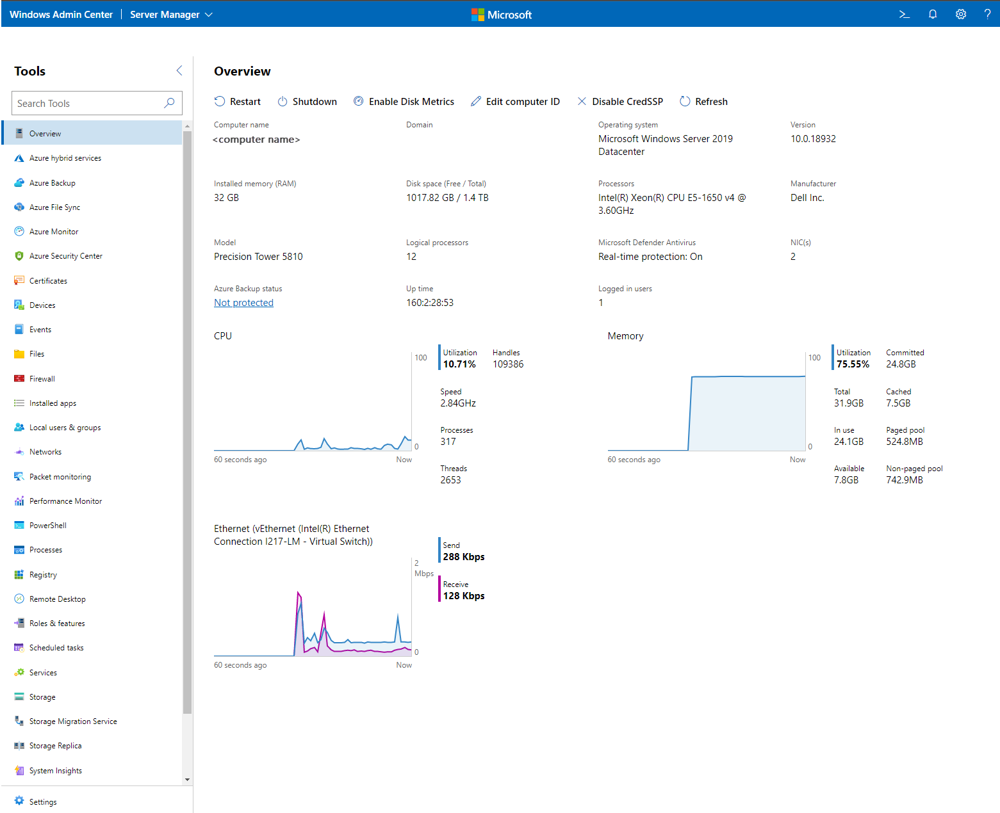 Windows Admin Center
Server Manager
Microsoft
Tools
Search Tools
Overview
Azure hybrid services
Azure Backup
Azure File Sync
Azure Monitor
Azure Security Center
Certificates
Devices
Events
Files
Firewall
Installed apps
Local users & groups
Networks
Packet monitoring
Performance Monitor
PowerShell
Processes
Registry
Remote Desktop
Roles & features
Scheduled tasks
Services
Storage
Storage Migration Service
Storage Replica
System Insights
Settings
Overview
Restart
Shutdown
Enable Disk Metrics
Edit computer ID
Disable CredSSP
Refresh
Computer name
<computer name>
Domain
Operating system
Microsoft Windows Server 2019
Datacenter
Version
10.0.18932
Installed memory (RAM)
32 GB
Disk space (Free / Total)
1017.82 GB / 1.4 TB
Processors
Intel(R) Xeon(R) CPU E5-1650 v4 @
3.60GHz
Manufacturer
Dell Inc.
Model
Precision Tower 5810
Logical processors
12
Microsoft Defender Antivirus
Real-time protection: On
NIC(s)
2
Azure Backup status
Not protected
Up time
160:2:28:53
Logged in users
1
CPU
100
0
60 seconds ago
Now
Utilization
10.71%
Handles
109386
Speed
2.84GHz
Processes
317
Threads
2653
Memory
100
0
60 seconds ago
Now
Utilization
75.55%
Committed
24.8GB
Total
31.9GB
Cached
7.5GB
In use
24.1GB
Paged pool
524.8MB
Available
7.8GB
Non-paged pool
742.9MB
Ethernet (vEthernet (Intel(R) Ethernet
Connection I217-LM - Virtual Switch))
2
Mbps
0
60 seconds ago
Now
Send
288 Kbps
Receive
128 Kbps